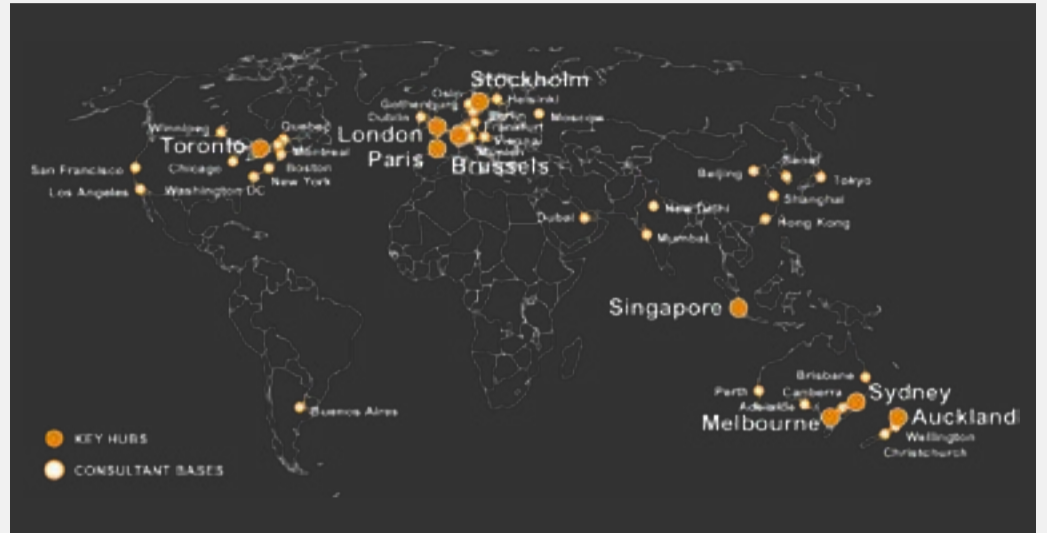 Stockholm
Oslo
Helsinki
Gothenburg
Dublin
Berlin
Moscow
London
Frankfurt
Vienna
Munich
Paris
Brussels
Winnipeg
Quebec
Toronto
Montreal
Chicago
Boston
San Francisco
New York
Los Angeles
Washington DC
Beijing
Seoul
Tokyo
Shanghai
Dubai
New Delhi
Hong Kong
Mumbai
Singapore
Brisbane
Perth
Canberra
Sydney
Adelaide
Melbourne
Auckland
Wellington
Christchurch
Buenos Aires
KEY HUBS
CONSULTANT BASES